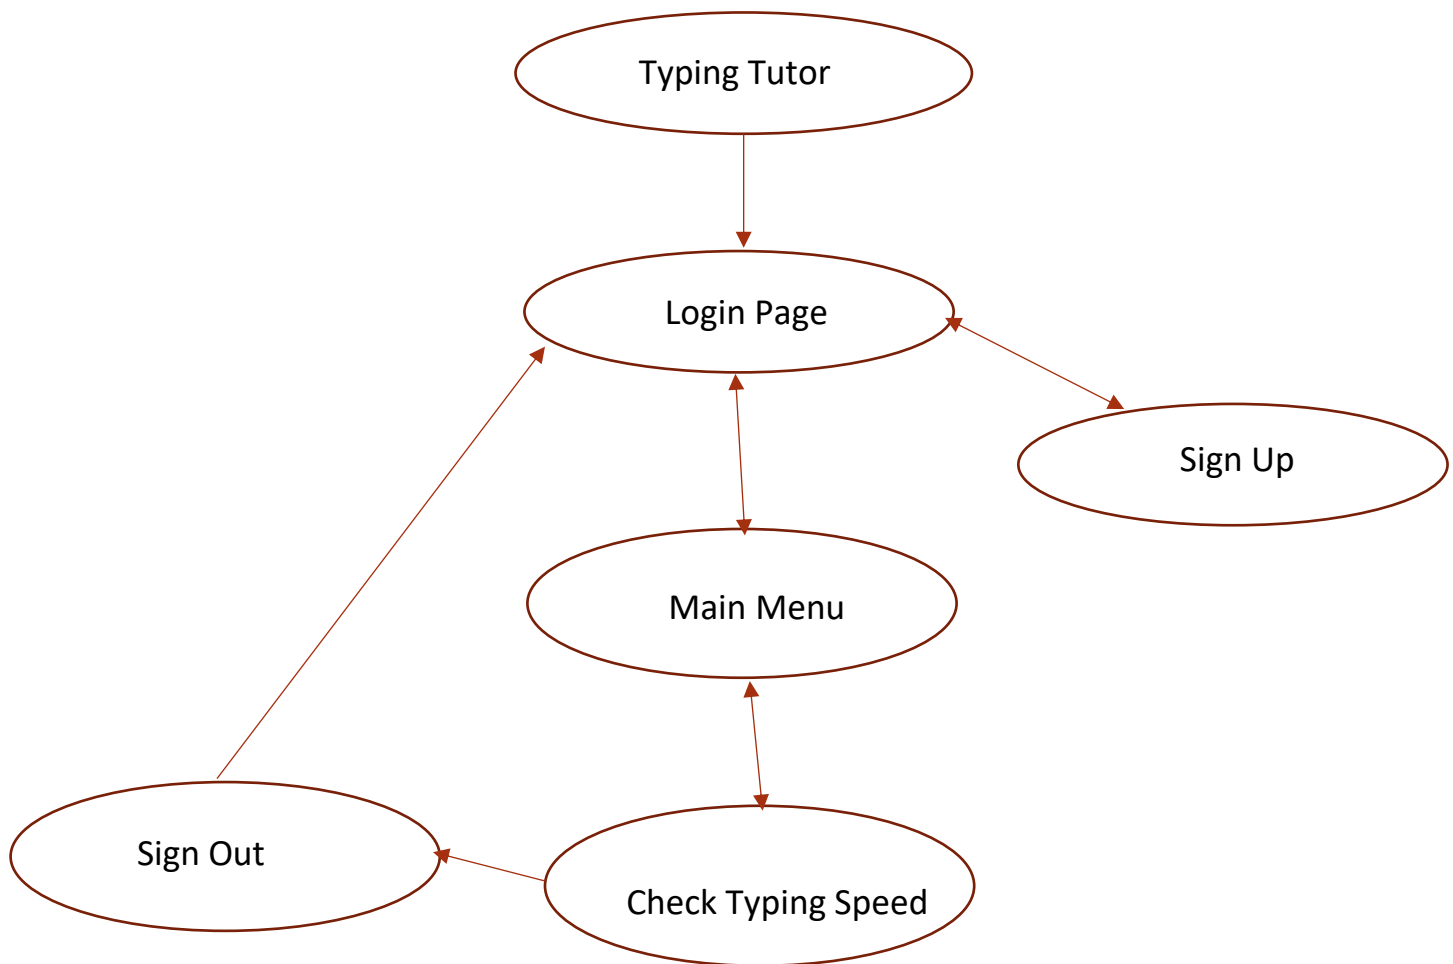 Typing Tutor
Login Page
Sign Up
Main Menu
Sign Out
Check Typing Speed